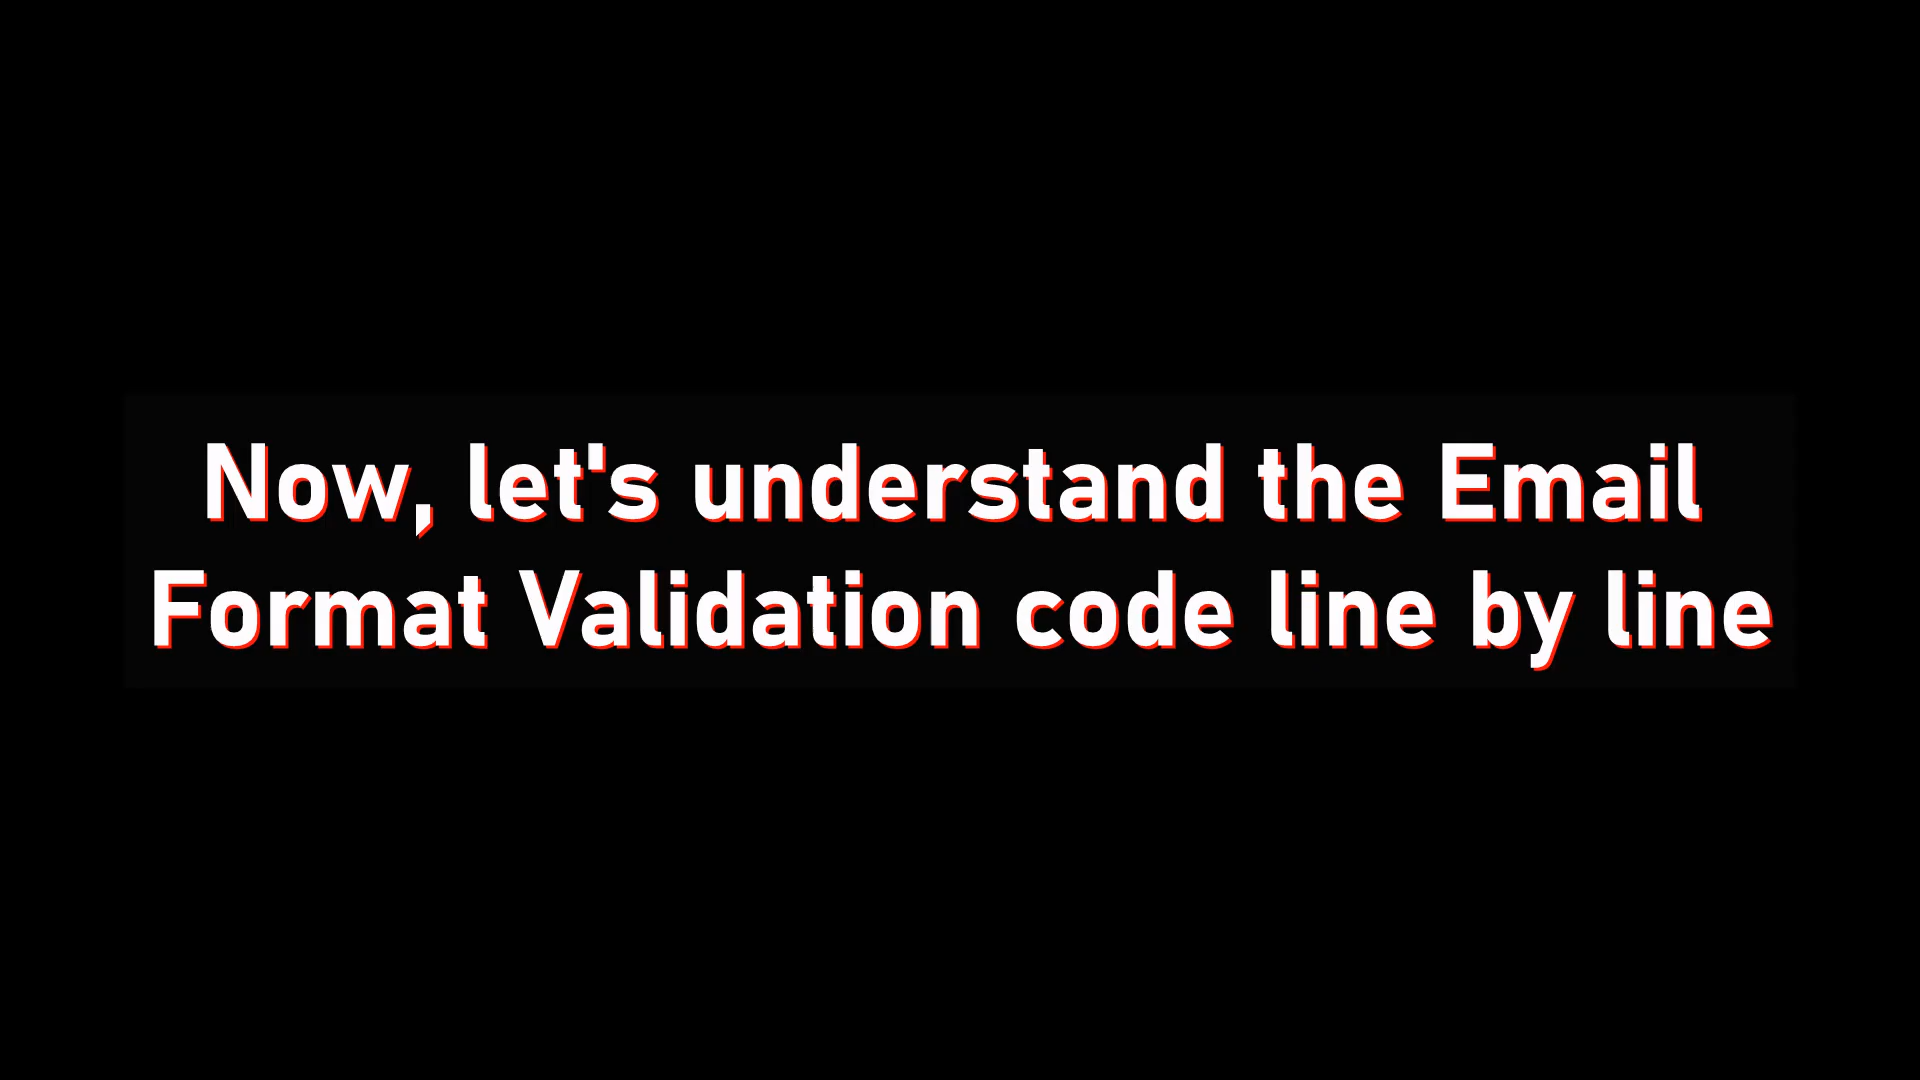 Now, let's understand the Email
Format Validation code line by line